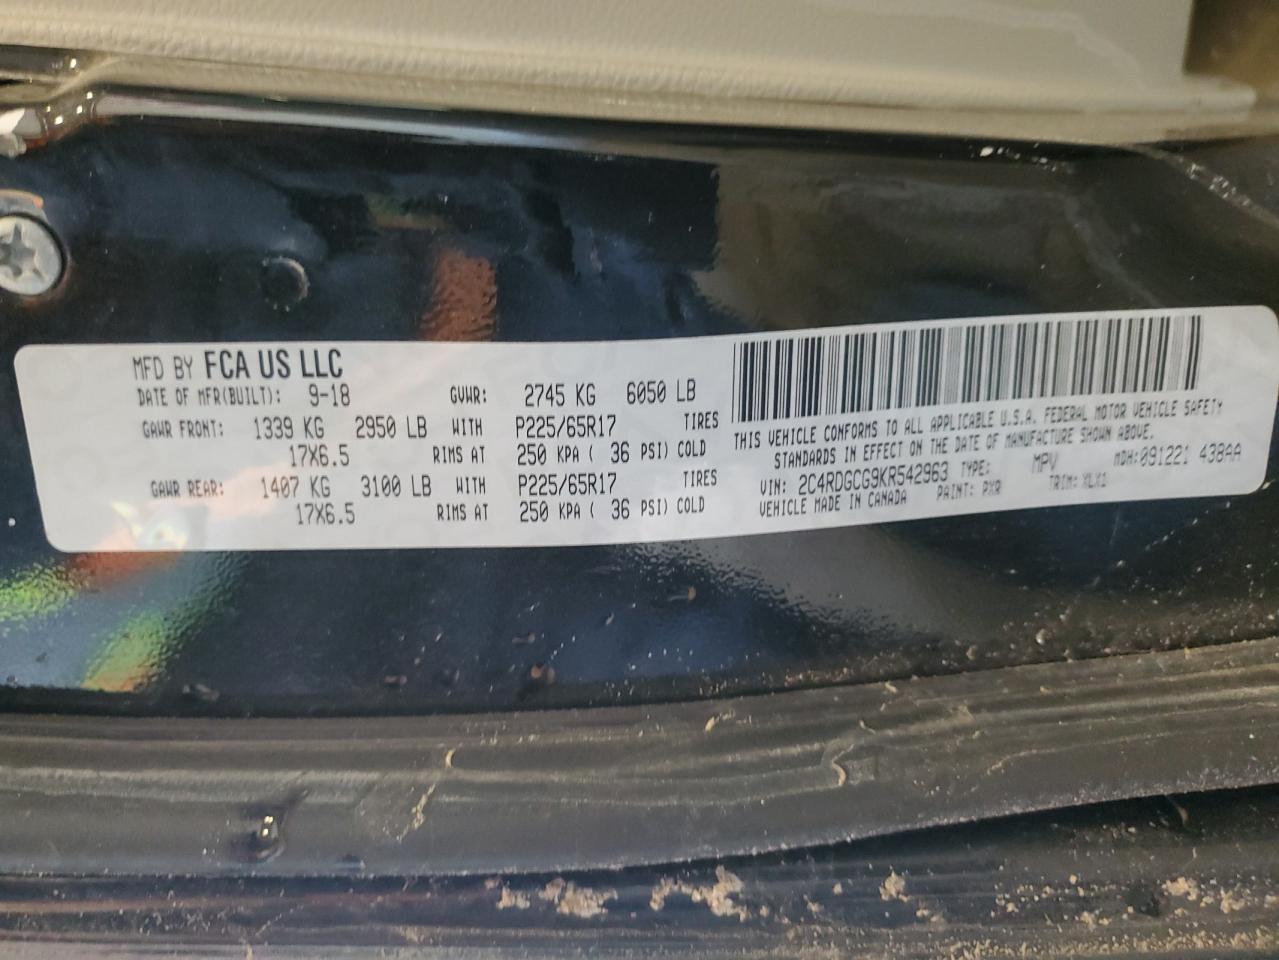 MFD BY FCA US LLC
DATE OF MFR(BUILT): 9-18 GVWR: 2745 KG 6050 LB
GAWR FRONT: 1339 KG 2950 LB WITH P225/65R17 TIRES
17X6.5 RIMS AT 250 KPA ( 36 PSI) COLD
GAWR REAR: 1407 KG 3100 LB WITH P225/65R17 TIRES
17X6.5 RIMS AT 250 KPA ( 36 PSI) COLD
THIS VEHICLE CONFORMS TO ALL APPLICABLE U.S.A. FEDERAL MOTOR VEHICLE SAFETY
STANDARDS IN EFFECT ON THE DATE OF MANUFACTURE SHOWN ABOVE.
VIN: 2C4RDGCG9KR542963 TYPE: MPV MDH:091221 438AA
VEHICLE MADE IN CANADA PAINT: PXR TRIM: XLX1